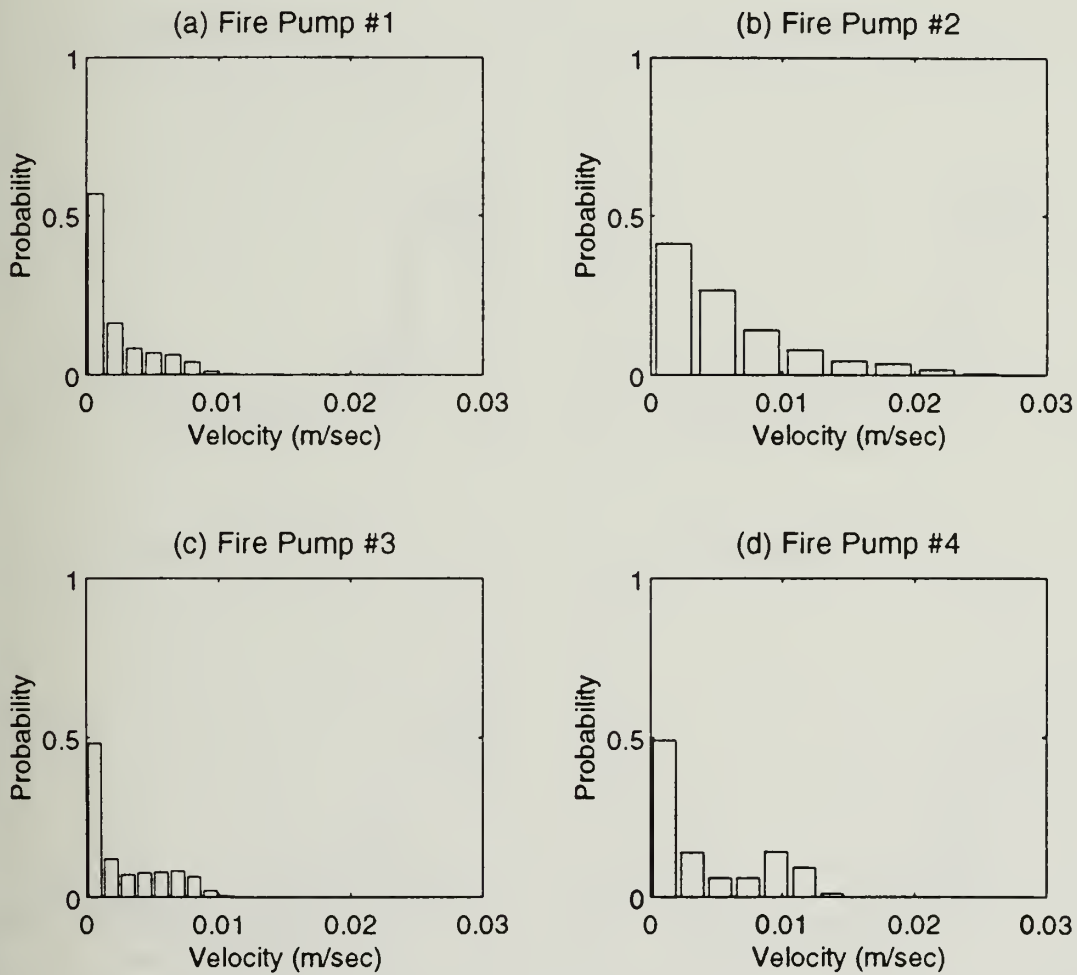 (a) Fire Pump #1
1
0.5
0
Probability
0 0.01 0.02 0.03
Velocity (m/sec)
(b) Fire Pump #2
1
0.5
0
Probability
0 0.01 0.02 0.03
Velocity (m/sec)
(c) Fire Pump #3
1
0.5
0
Probability
0 0.01 0.02 0.03
Velocity (m/sec)
(d) Fire Pump #4
1
0.5
0
Probability
0 0.01 0.02 0.03
Velocity (m/sec)